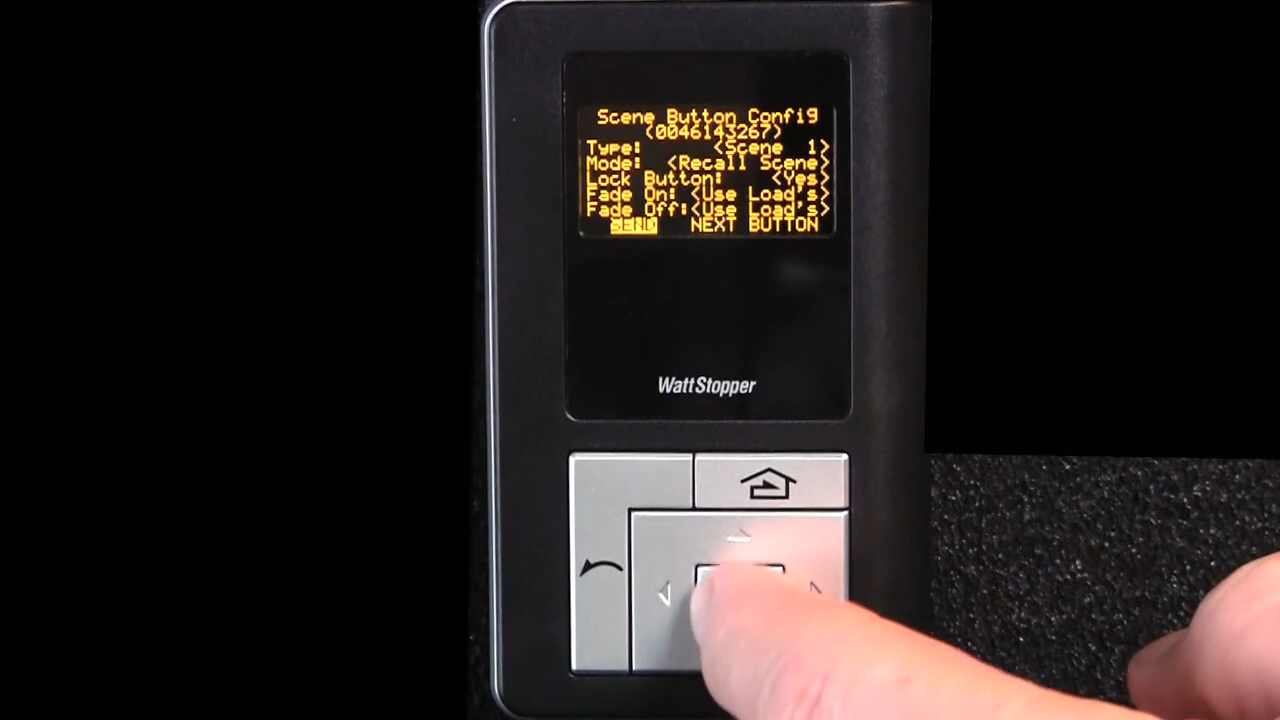 Scene Button Config
(0046143267)
Type: <Scene 1>
Mode: <Recall Scene>
Lock Button: <Yes>
Fade On: <Use Load's>
Fade Off:<Use Load's>
SEND NEXT BUTTON
WattStopper